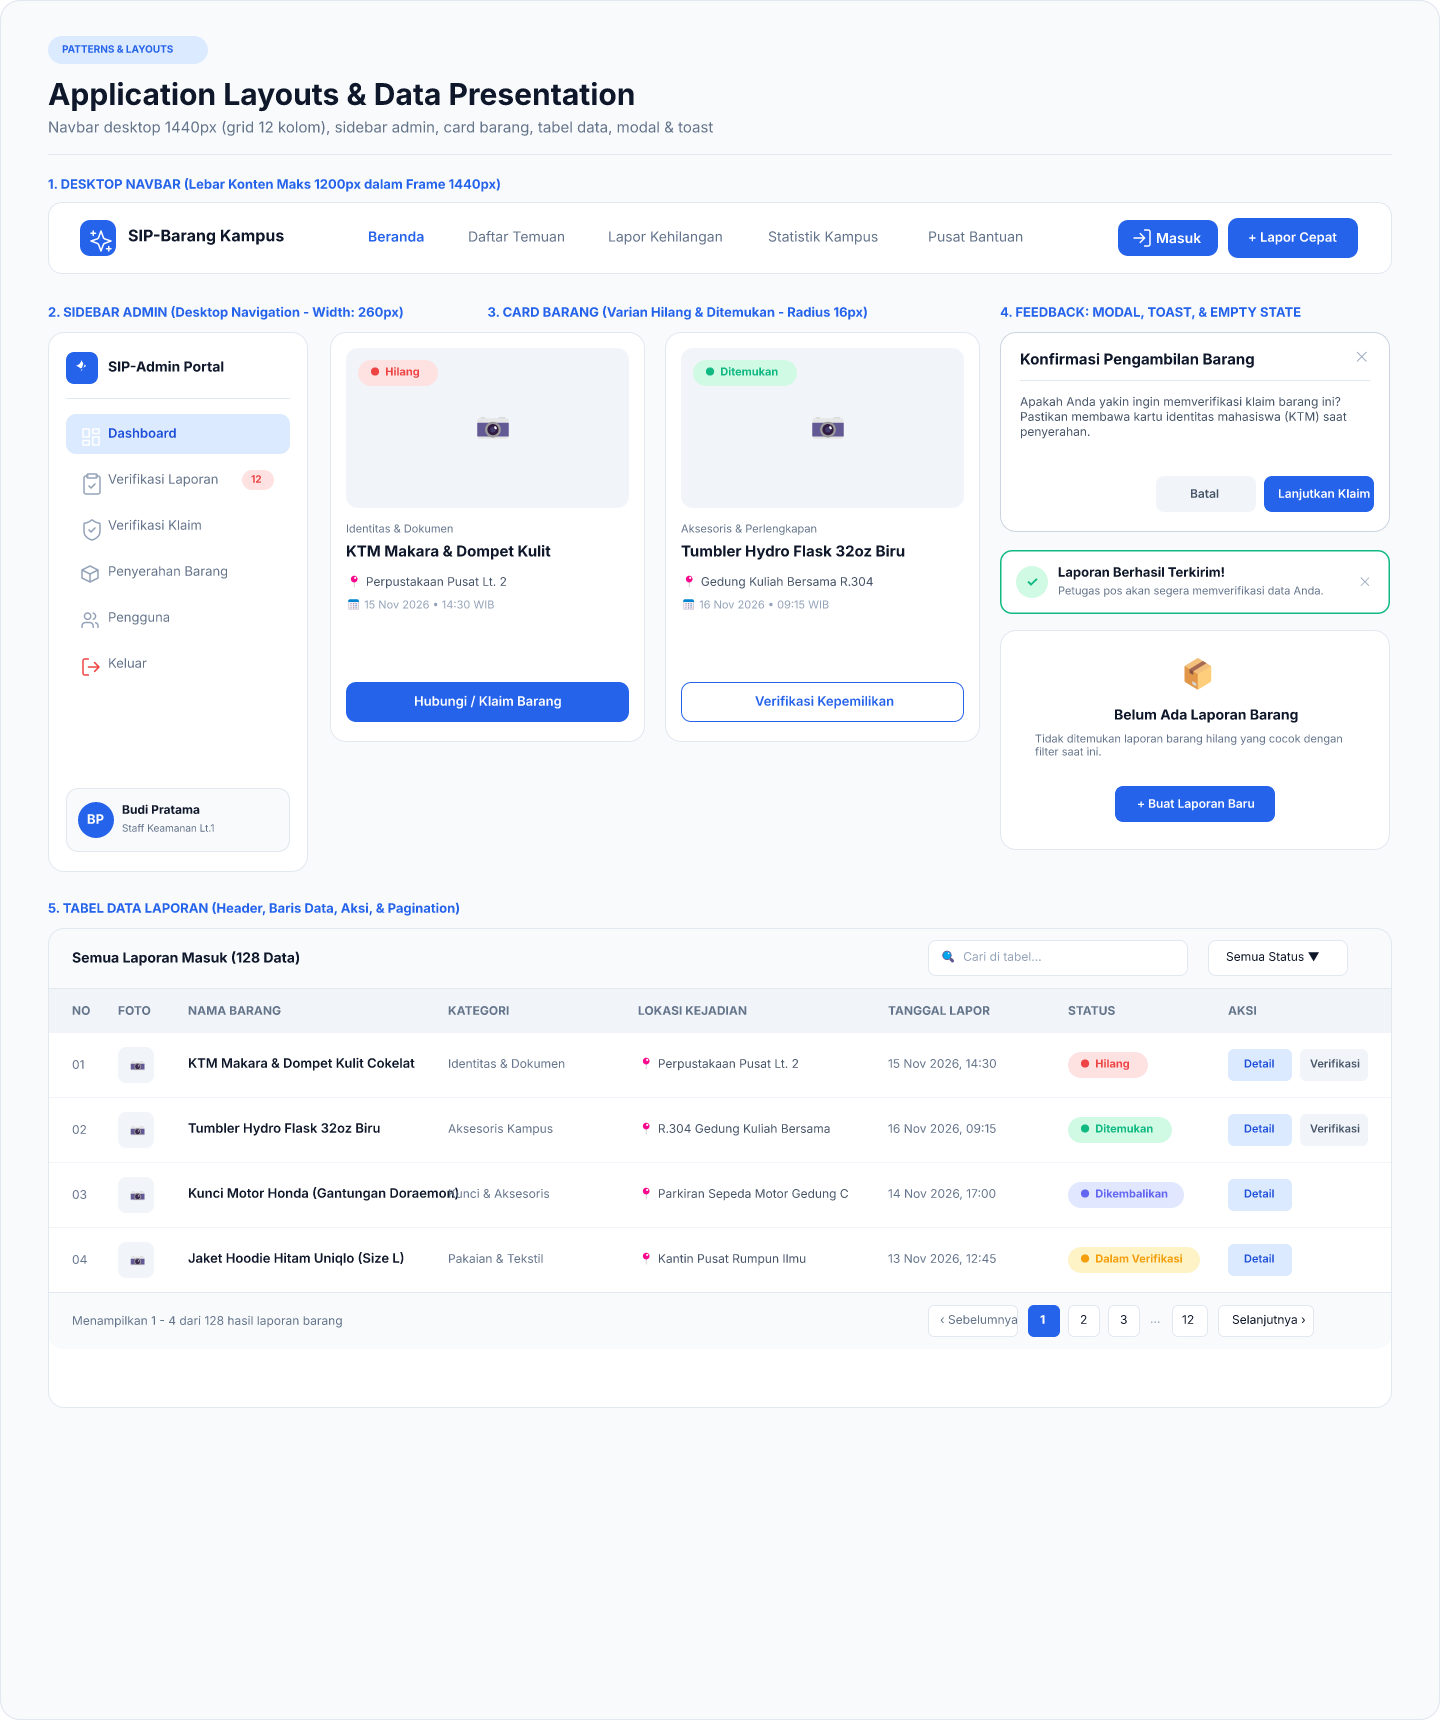 PATTERNS & LAYOUTS
Application Layouts & Data Presentation
Navbar desktop 1440px (grid 12 kolom), sidebar admin, card barang, tabel data, modal & toast
1. DESKTOP NAVBAR (Lebar Konten Maks 1200px dalam Frame 1440px)
SIP-Barang Kampus
Beranda
Daftar Temuan
Lapor Kehilangan
Statistik Kampus
Pusat Bantuan
Masuk
+ Lapor Cepat
2. SIDEBAR ADMIN (Desktop Navigation - Width: 260px)
SIP-Admin Portal
Dashboard
Verifikasi Laporan
12
Verifikasi Klaim
Penyerahan Barang
Pengguna
Keluar
BP
Budi Pratama
Staff Keamanan Lt.1
3. CARD BARANG (Varian Hilang & Ditemukan - Radius 16px)
Hilang
Identitas & Dokumen
KTM Makara & Dompet Kulit
Perpustakaan Pusat Lt. 2
15 Nov 2026 • 14:30 WIB
Hubungi / Klaim Barang
Ditemukan
Aksesoris & Perlengkapan
Tumbler Hydro Flask 32oz Biru
Gedung Kuliah Bersama R.304
16 Nov 2026 • 09:15 WIB
Verifikasi Kepemilikan
4. FEEDBACK: MODAL, TOAST, & EMPTY STATE
Konfirmasi Pengambilan Barang
Apakah Anda yakin ingin memverifikasi klaim barang ini?
Pastikan membawa kartu identitas mahasiswa (KTM) saat
penyerahan.
Batal
Lanjutkan Klaim
Laporan Berhasil Terkirim!
Petugas pos akan segera memverifikasi data Anda.
Belum Ada Laporan Barang
Tidak ditemukan laporan barang hilang yang cocok dengan
filter saat ini.
+ Buat Laporan Baru
5. TABEL DATA LAPORAN (Header, Baris Data, Aksi, & Pagination)
Semua Laporan Masuk (128 Data)
Cari di tabel...
Semua Status ▼
NO FOTO NAMA BARANG KATEGORI LOKASI KEJADIAN TANGGAL LAPOR STATUS AKSI
01 KTM Makara & Dompet Kulit Cokelat Identitas & Dokumen Perpustakaan Pusat Lt. 2 15 Nov 2026, 14:30 Hilang Detail Verifikasi
02 Tumbler Hydro Flask 32oz Biru Aksesoris Kampus R.304 Gedung Kuliah Bersama 16 Nov 2026, 09:15 Ditemukan Detail Verifikasi
03 Kunci Motor Honda (Gantungan Doraemon) Kunci & Aksesoris Parkiran Sepeda Motor Gedung C 14 Nov 2026, 17:00 Dikembalikan Detail
04 Jaket Hoodie Hitam Uniqlo (Size L) Pakaian & Tekstil Kantin Pusat Rumpun Ilmu 13 Nov 2026, 12:45 Dalam Verifikasi Detail
Menampilkan 1 - 4 dari 128 hasil laporan barang
‹ Sebelumnya 1 2 3 ... 12 Selanjutnya ›